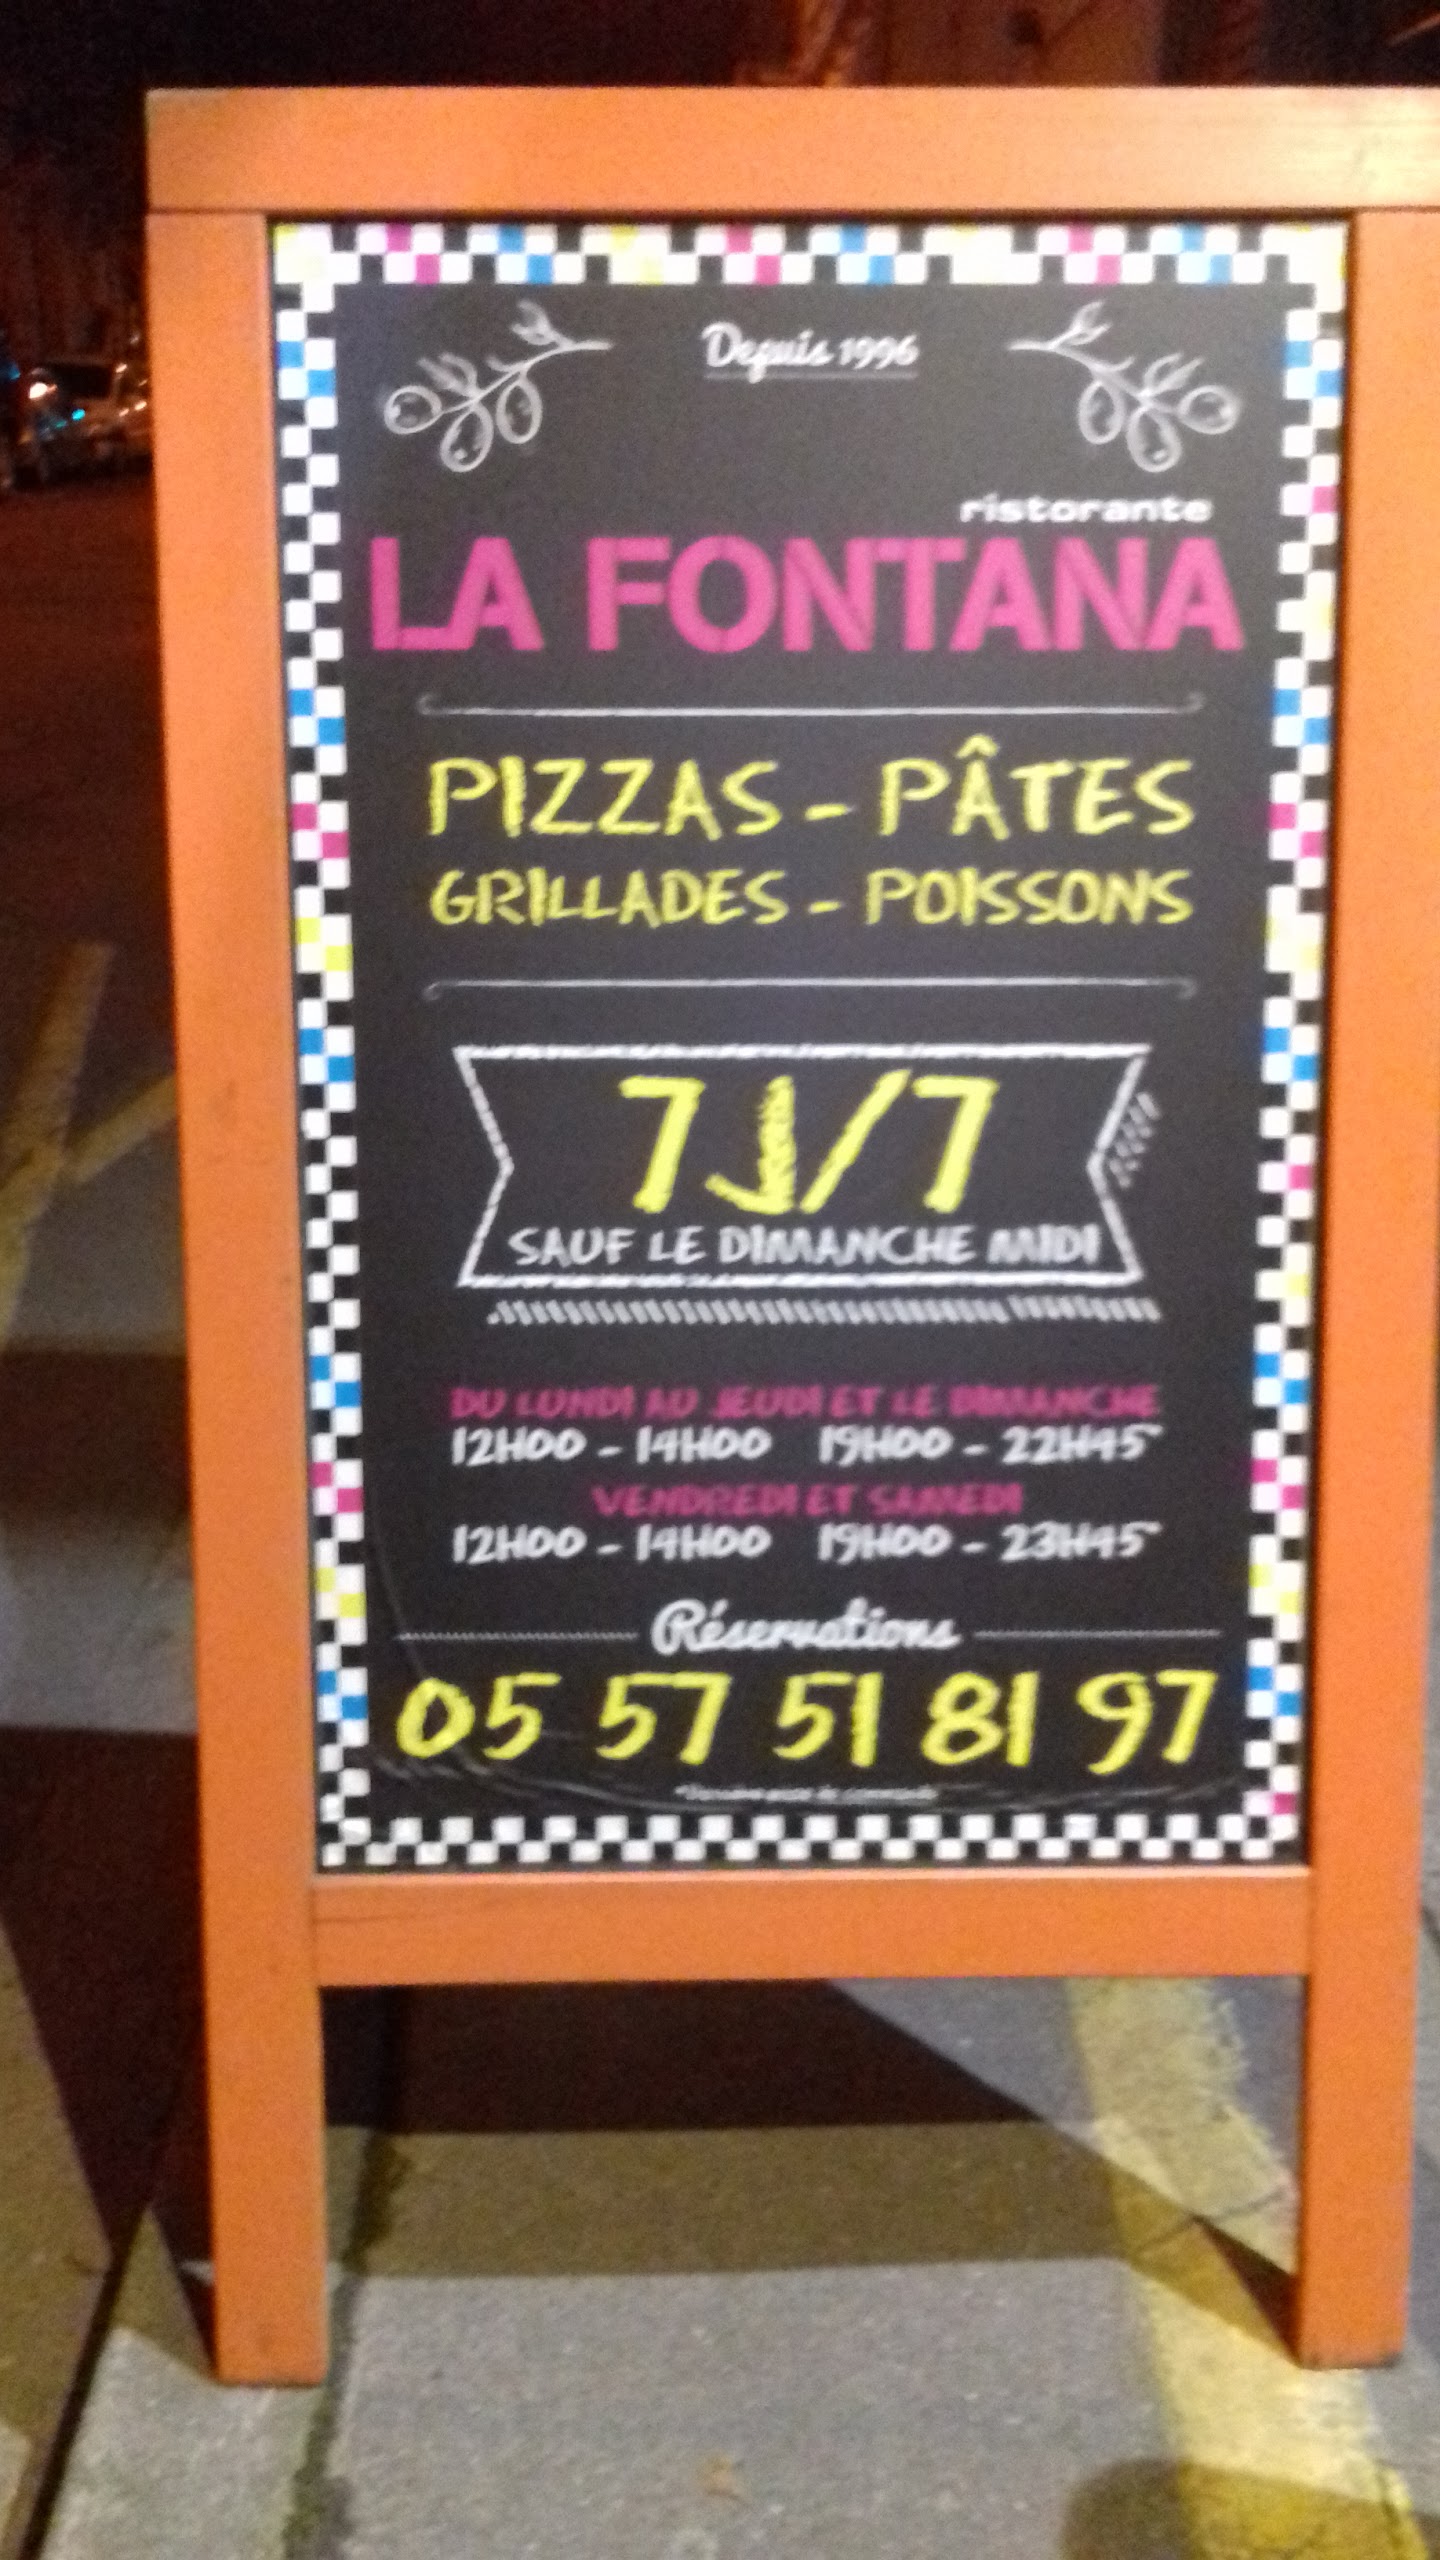 Depuis 1996
ristorante
LA FONTANA
PIZZAS - PÂTES
GRILLADES - POISSONS
7J/7
SAUF LE DIMANCHE MIDI
DU LUNDI AU JEUDI ET LE DIMANCHE
12H00 - 14H00 19H00 - 22H45
VENDREDI ET SAMEDI
12H00 - 14H00 19H00 - 23H45
Réservations
05 57 51 81 97